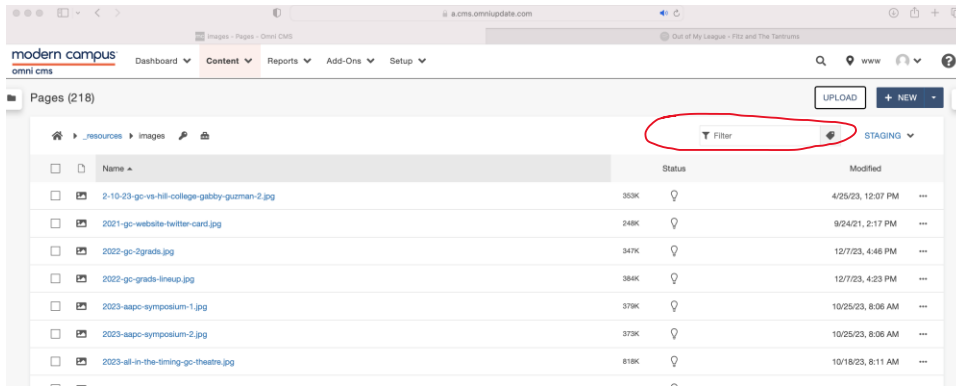 a.cms.omniupdate.com
Images - Pages - Omni CMS
Out of My League - Fitz and The Tantrums
modern campus
omni cms
Dashboard Content Reports Add-Ons Setup
www
Pages (218)
UPLOAD + NEW
_resources images
Filter
STAGING
Name Status Modified
2-10-23-gc-vs-hill-college-gabby-guzman-2.jpg 353K 4/25/23, 12:07 PM
2021-gc-website-twitter-card.jpg 248K 9/24/21, 2:17 PM
2022-gc-2grads.jpg 347K 12/7/23, 4:46 PM
2022-gc-grads-lineup.jpg 384K 12/7/23, 4:23 PM
2023-aapc-symposium-1.jpg 379K 10/25/23, 8:06 AM
2023-aapc-symposium-2.jpg 373K 10/25/23, 8:06 AM
2023-all-in-the-timing-gc-theatre.jpg 818K 10/18/23, 8:11 AM